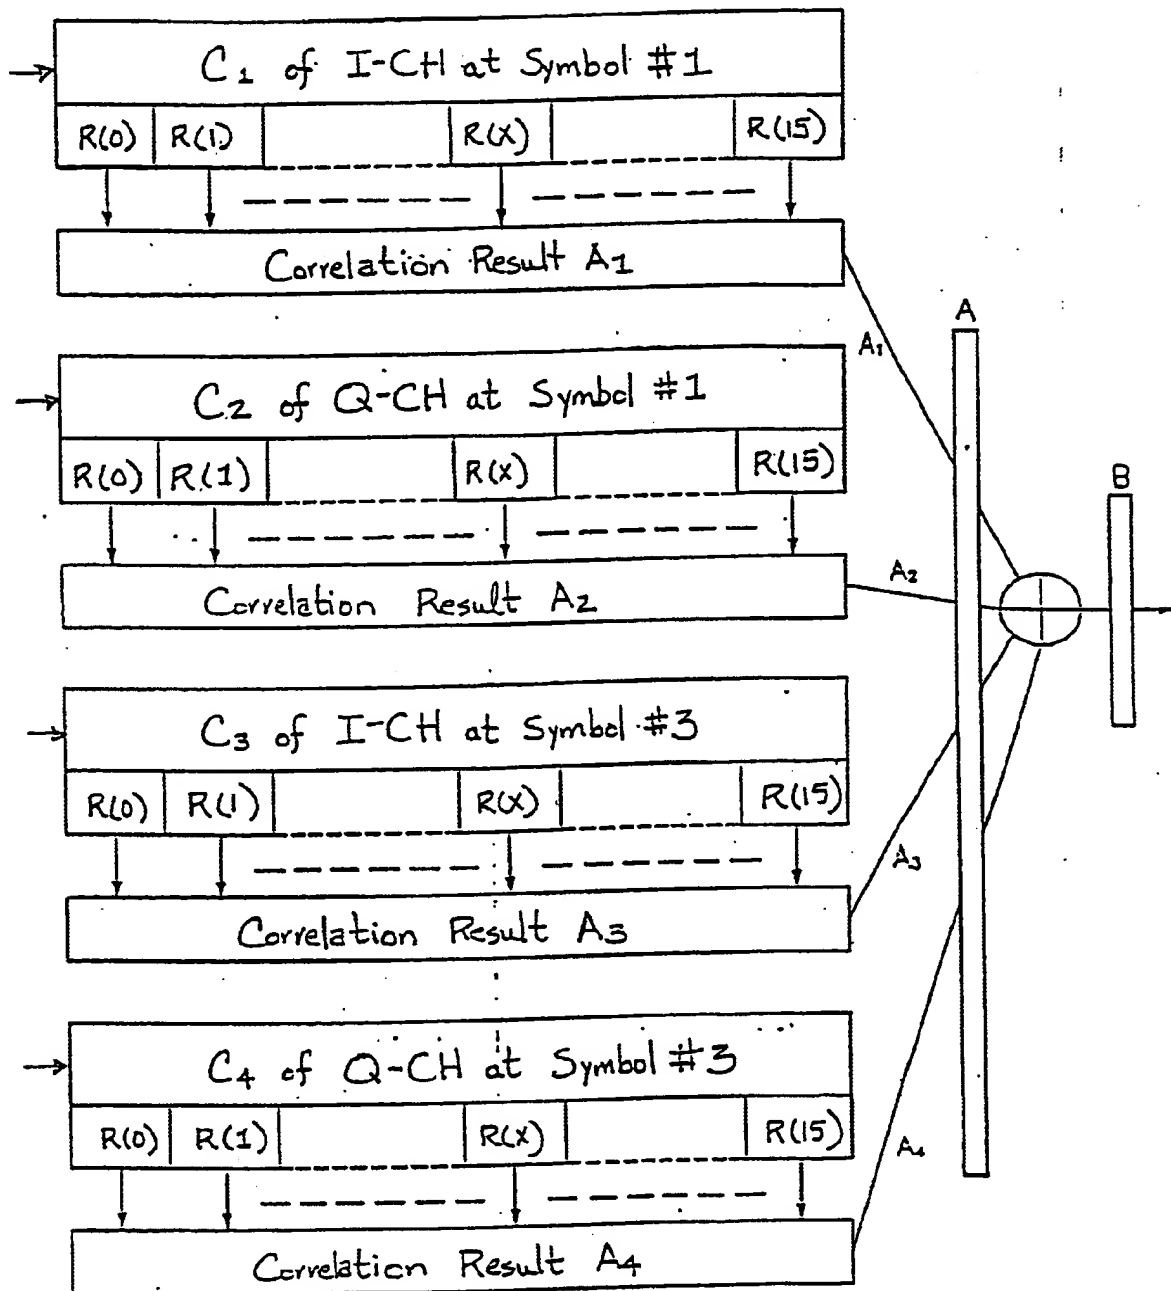 C1 of I-CH at Symbol #1
R(0) R(1) R(X) R(15)
Correlation Result A1
A
A1
C2 of Q-CH at Symbol #1
R(0) R(1) R(X) R(15)
B
Correlation Result A2
A2
C3 of I-CH at Symbol #3
R(0) R(1) R(X) R(15)
A3
Correlation Result A3
C4 of Q-CH at Symbol #3
R(0) R(1) R(X) R(15)
A4
Correlation Result A4